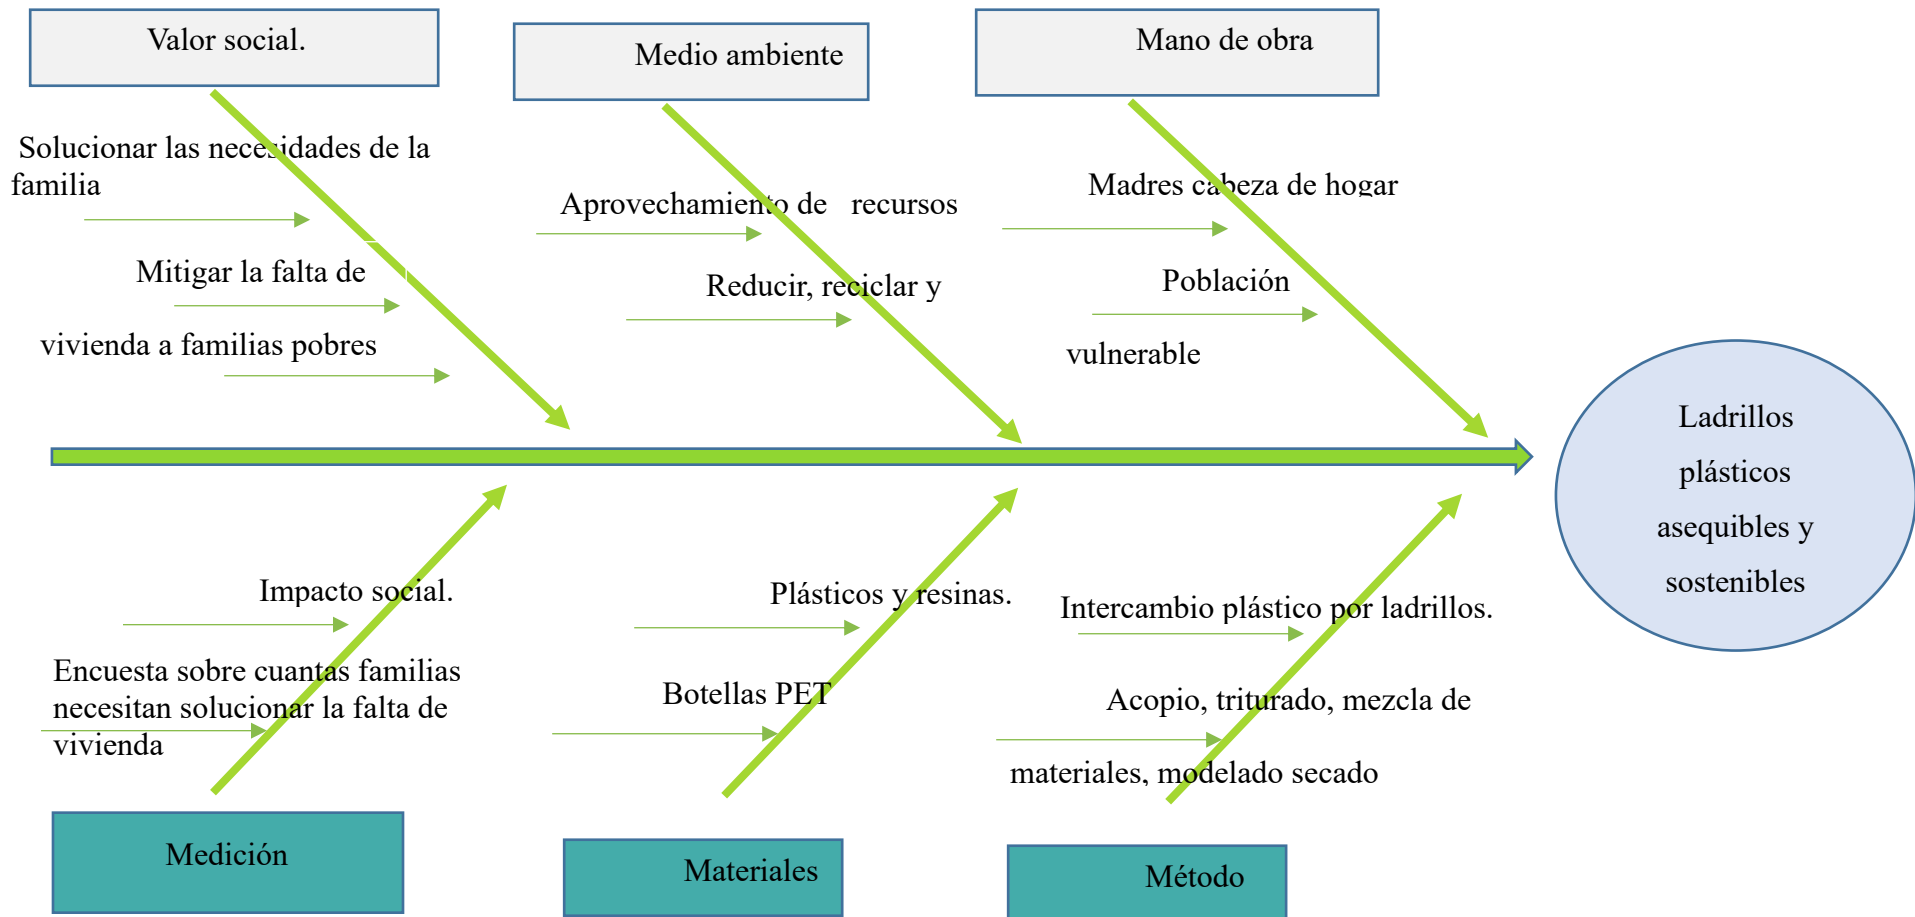 Valor social.
Medio ambiente
Mano de obra
Solucionar las necesidades de la
familia
Mitigar la falta de
vivienda a familias pobres
Aprovechamiento de recursos
Reducir, reciclar y
Madres cabeza de hogar
Población
vulnerable
Ladrillos
plásticos
asequibles y
sostenibles
Impacto social.
Encuesta sobre cuantas familias
necesitan solucionar la falta de
vivienda
Plásticos y resinas.
Botellas PET
Intercambio plástico por ladrillos.
Acopio, triturado, mezcla de
materiales, modelado secado
Medición
Materiales
Método